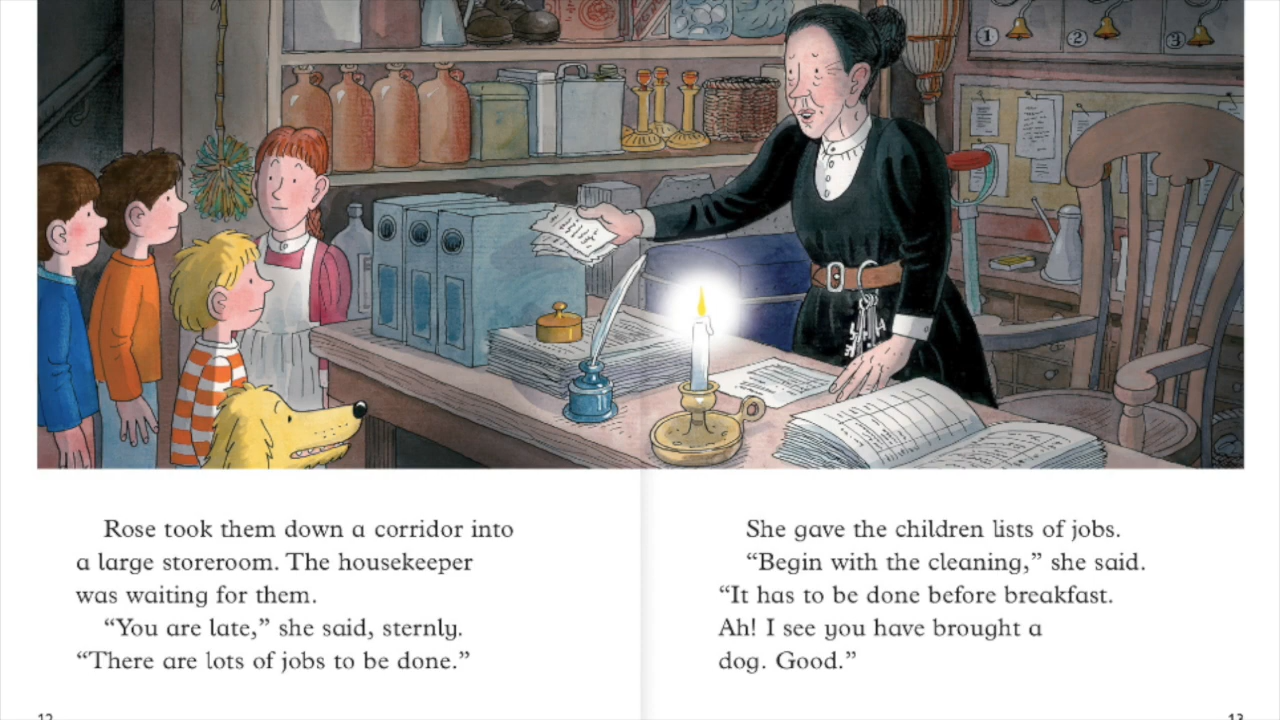 1
2
3
Rose took them down a corridor into
a large storeroom. The housekeeper
was waiting for them.
“You are late,” she said, sternly.
“There are lots of jobs to be done.”
She gave the children lists of jobs.
“Begin with the cleaning,” she said.
“It has to be done before breakfast.
Ah! I see you have brought a
dog. Good.”
12
13